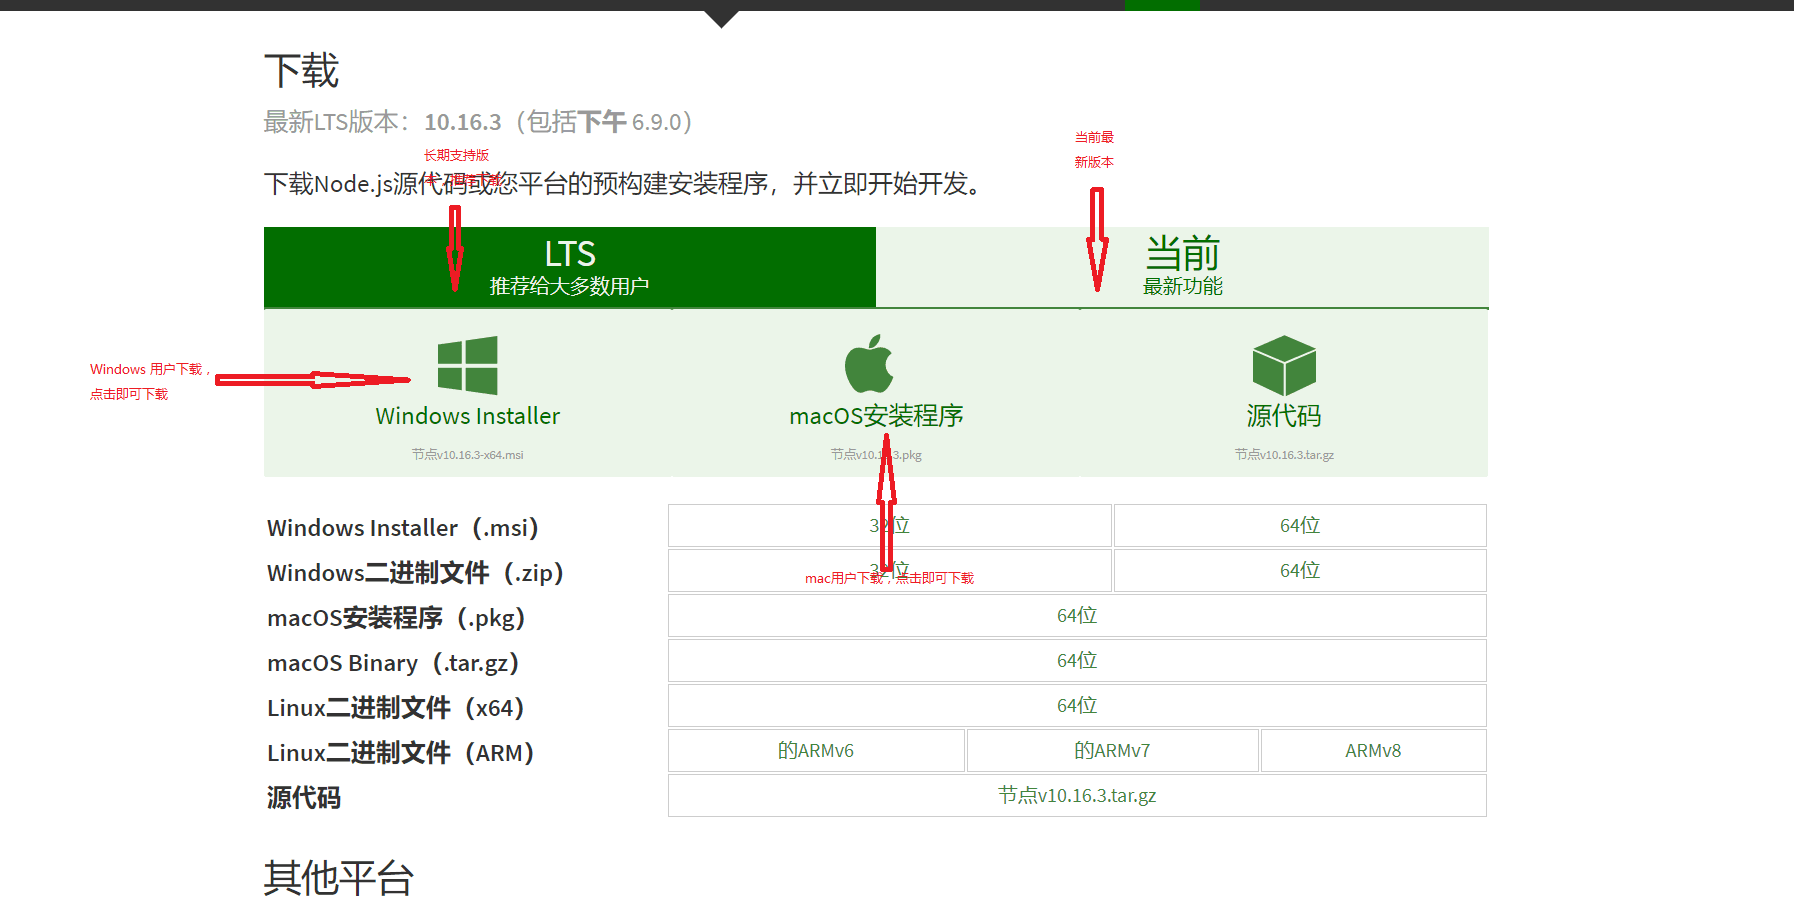 下载
最新LTS版本：10.16.3（包括下午 6.9.0）
长期支持版
本，推荐下载
当前最
新版本
下载Node.js源代码或您平台的预构建安装程序，并立即开始开发。
LTS
推荐给大多数用户
当前
最新功能
Windows 用户下载，
点击即可下载
Windows Installer
节点v10.16.3-x64.msi
macOS安装程序
节点v10.16.3.pkg
源代码
节点v10.16.3.tar.gz
Windows Installer（.msi） 32位 64位
Windows二进制文件（.zip） 32位 64位
mac用户下载，点击即可下载
macOS安装程序（.pkg） 64位
macOS Binary（.tar.gz） 64位
Linux二进制文件（x64） 64位
Linux二进制文件（ARM） 的ARMv6 的ARMv7 ARMv8
源代码 节点v10.16.3.tar.gz
其他平台